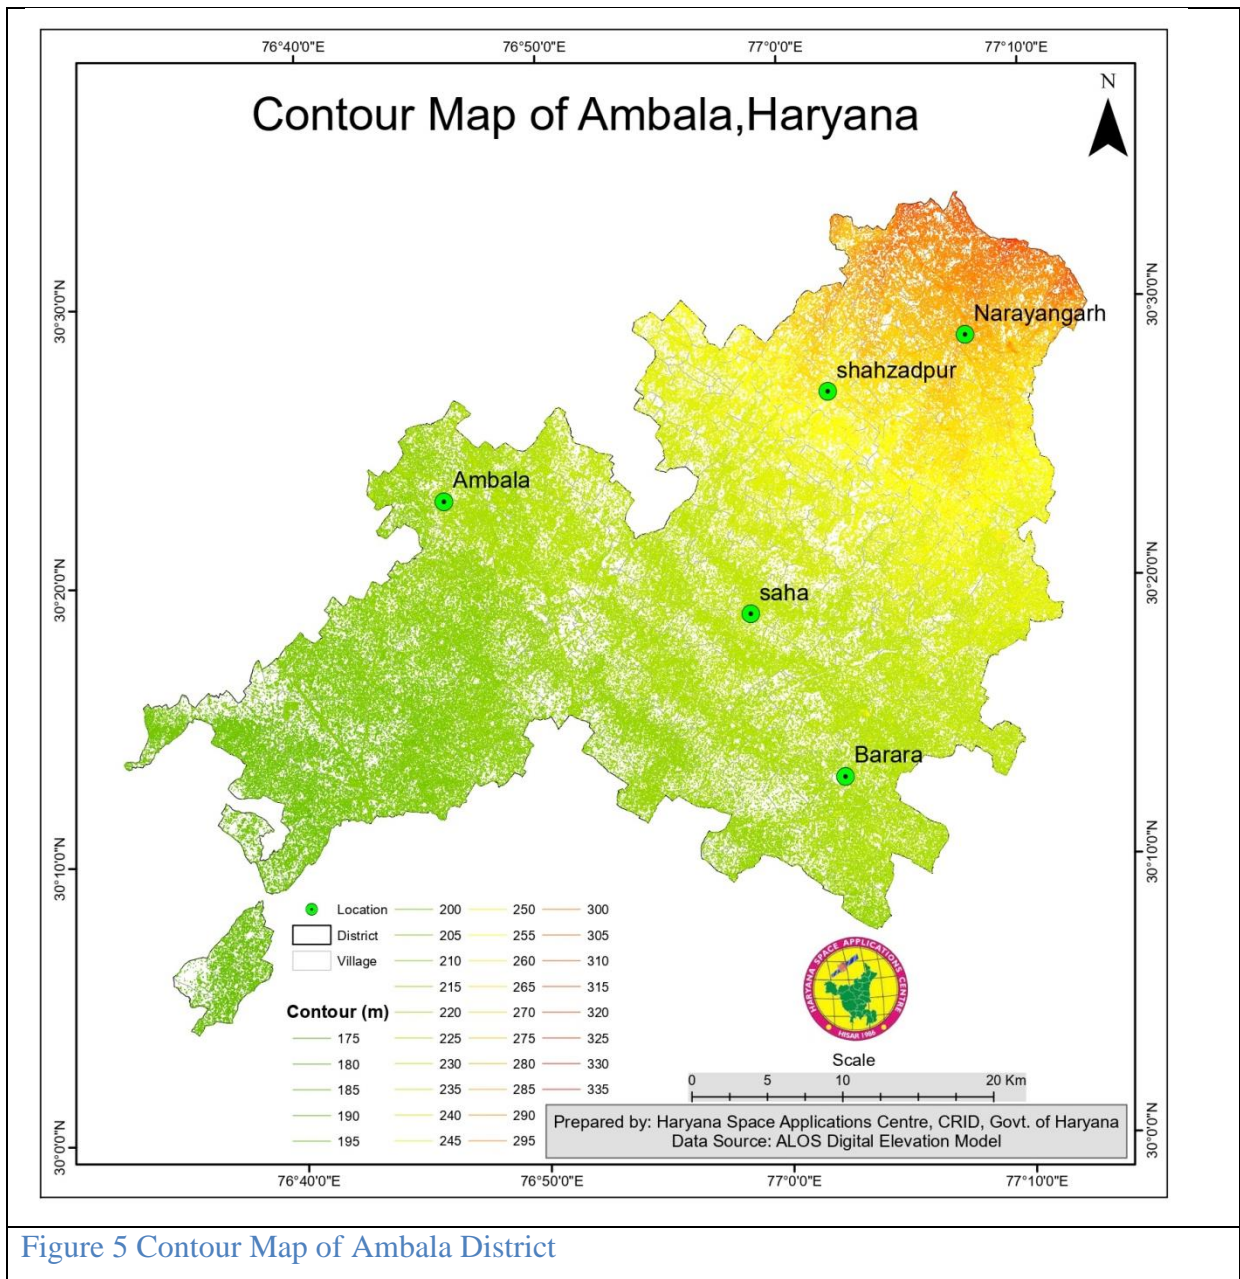 76°40'0"E 76°50'0"E 77°0'0"E 77°10'0"E
Contour Map of Ambala,Haryana
N
30°30'0"N
30°30'0"N
Narayangarh
shahzadpur
Ambala
30°20'0"N
30°20'0"N
saha
Barara
30°10'0"N
30°10'0"N
Location
District
Village
Contour (m)
175
180
185
190
195
200
205
210
215
220
225
230
235
240
245
250
255
260
265
270
275
280
285
290
295
300
305
310
315
320
325
330
335
HARYANA SPACE APPLICATIONS CENTRE
HISAR 1986
Scale
0 5 10 20 Km
Prepared by: Haryana Space Applications Centre, CRID, Govt. of Haryana
Data Source: ALOS Digital Elevation Model
30°0'0"N
30°0'0"N
76°40'0"E 76°50'0"E 77°0'0"E 77°10'0"E
Figure 5 Contour Map of Ambala District